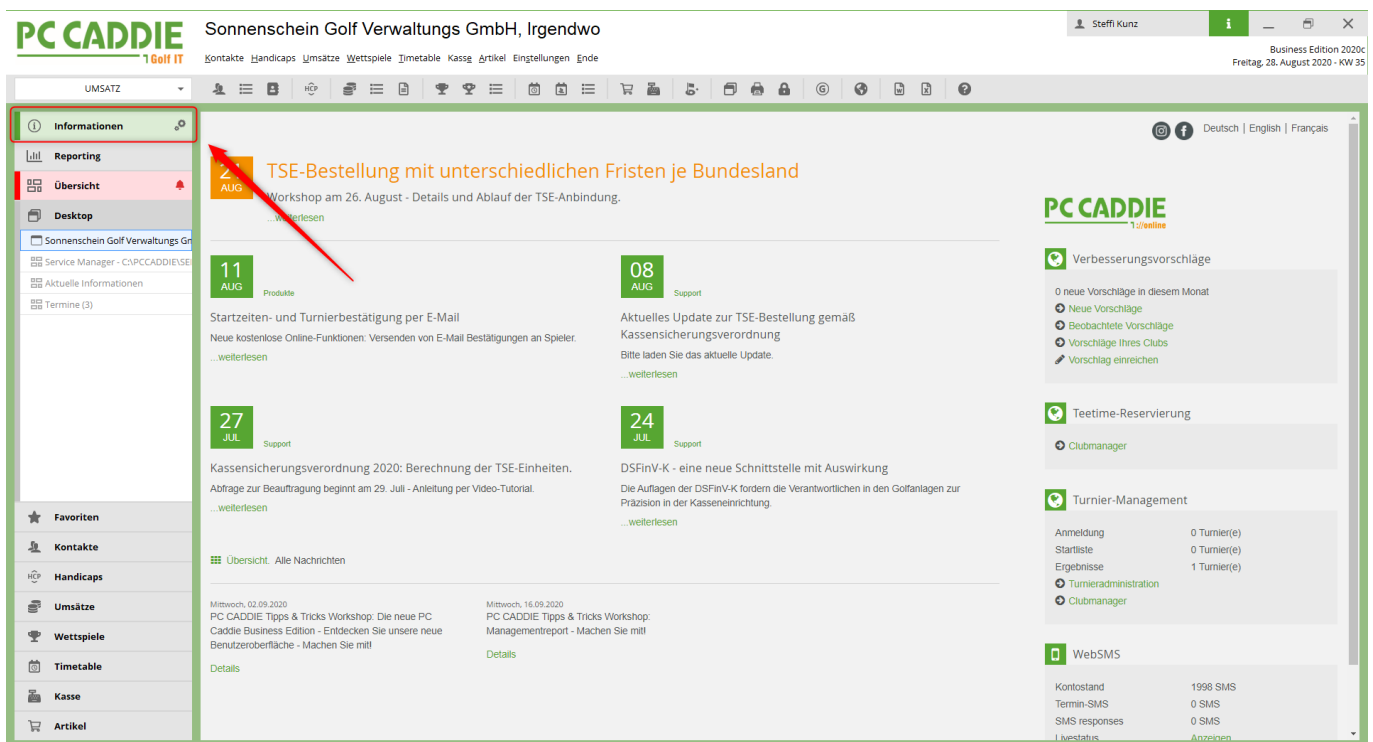 PC CADDIE
Golf IT
Sonnenschein Golf Verwaltungs GmbH, Irgendwo
Kontakte Handicaps Umsätze Wettspiele Timetable Kasse Artikel Einstellungen Ende
Steffi Kunz
i
Business Edition 2020c
Freitag, 28. August 2020 - KW 35
UMSATZ
HCP
G
W
X
?
Informationen
Reporting
Übersicht
Desktop
Sonnenschein Golf Verwaltungs Gm
Service Manager - C:\PCCADDIE\SE
Aktuelle Informationen
Termine (3)
Favoriten
Kontakte
HCP Handicaps
Umsätze
Wettspiele
Timetable
Kasse
Artikel
Deutsch | English | Français
AUG
TSE-Bestellung mit unterschiedlichen Fristen je Bundesland
Workshop am 26. August - Details und Ablauf der TSE-Anbindung.
...weiterlesen
11
AUG
Produkte
Startzeiten- und Turnierbestätigung per E-Mail
Neue kostenlose Online-Funktionen: Versenden von E-Mail Bestätigungen an Spieler.
...weiterlesen
08
AUG
Support
Aktuelles Update zur TSE-Bestellung gemäß
Kassensicherungsverordnung
Bitte laden Sie das aktuelle Update.
...weiterlesen
27
JUL
Support
Kassensicherungsverordnung 2020: Berechnung der TSE-Einheiten.
Abfrage zur Beauftragung beginnt am 29. Juli - Anleitung per Video-Tutorial.
...weiterlesen
24
JUL
Support
DSFinV-K - eine neue Schnittstelle mit Auswirkung
Die Auflagen der DSFinV-K fordern die Verantwortlichen in den Golfanlagen zur
Präzision in der Kasseneinrichtung.
...weiterlesen
Übersicht. Alle Nachrichten
Mittwoch, 02.09.2020
PC CADDIE Tipps & Tricks Workshop: Die neue PC
Caddie Business Edition - Entdecken Sie unsere neue
Benutzeroberfläche - Machen Sie mit!
Details
Mittwoch, 16.09.2020
PC CADDIE Tipps & Tricks Workshop:
Managementreport - Machen Sie mit!
Details
PC CADDIE
://online
Verbesserungsvorschläge
0 neue Vorschläge in diesem Monat
Neue Vorschläge
Beobachtete Vorschläge
Vorschläge Ihres Clubs
Vorschlag einreichen
Teetime-Reservierung
Clubmanager
Turnier-Management
Anmeldung 0 Turnier(e)
Startliste 0 Turnier(e)
Ergebnisse 1 Turnier(e)
Turnieradministration
Clubmanager
WebSMS
Kontostand 1998 SMS
Termin-SMS 0 SMS
SMS responses 0 SMS
Livestatus Anzeigen